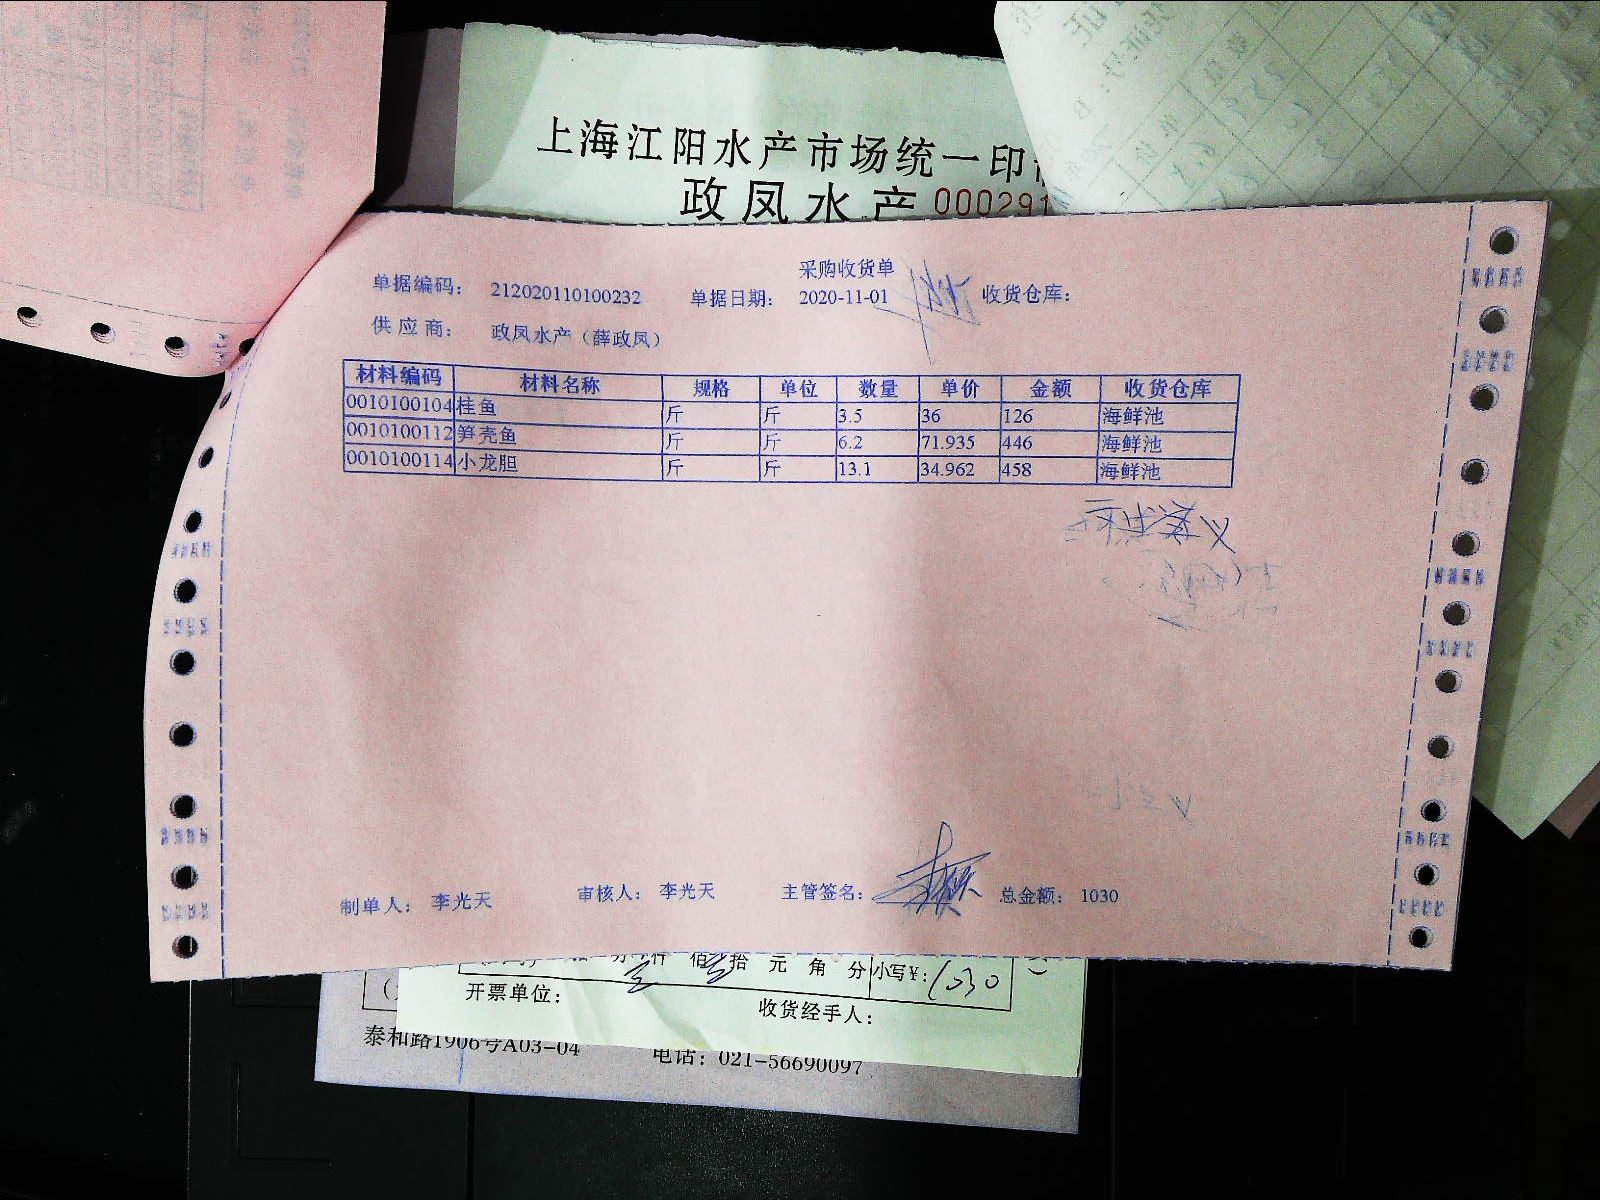 上海江阳水产市场统一印
政凤水产 000291
采购收货单
单据编码: 212020110100232 单据日期: 2020-11-01 收货仓库:
供应商: 政凤水产(薛政凤)
材料编码 材料名称 规格 单位 数量 单价 金额 收货仓库
0010100104 桂鱼 斤 斤 3.5 36 126 海鲜池
0010100112 笋壳鱼 斤 斤 6.2 71.935 446 海鲜池
0010100114 小龙胆 斤 斤 13.1 34.962 458 海鲜池
制单人: 李光天 审核人: 李光天 主管签名: 总金额: 1030
佰 拾 元 角 分 小写¥: 1030
开票单位: 收货经手人:
泰和路1906号A03-04 电话: 021-56690097